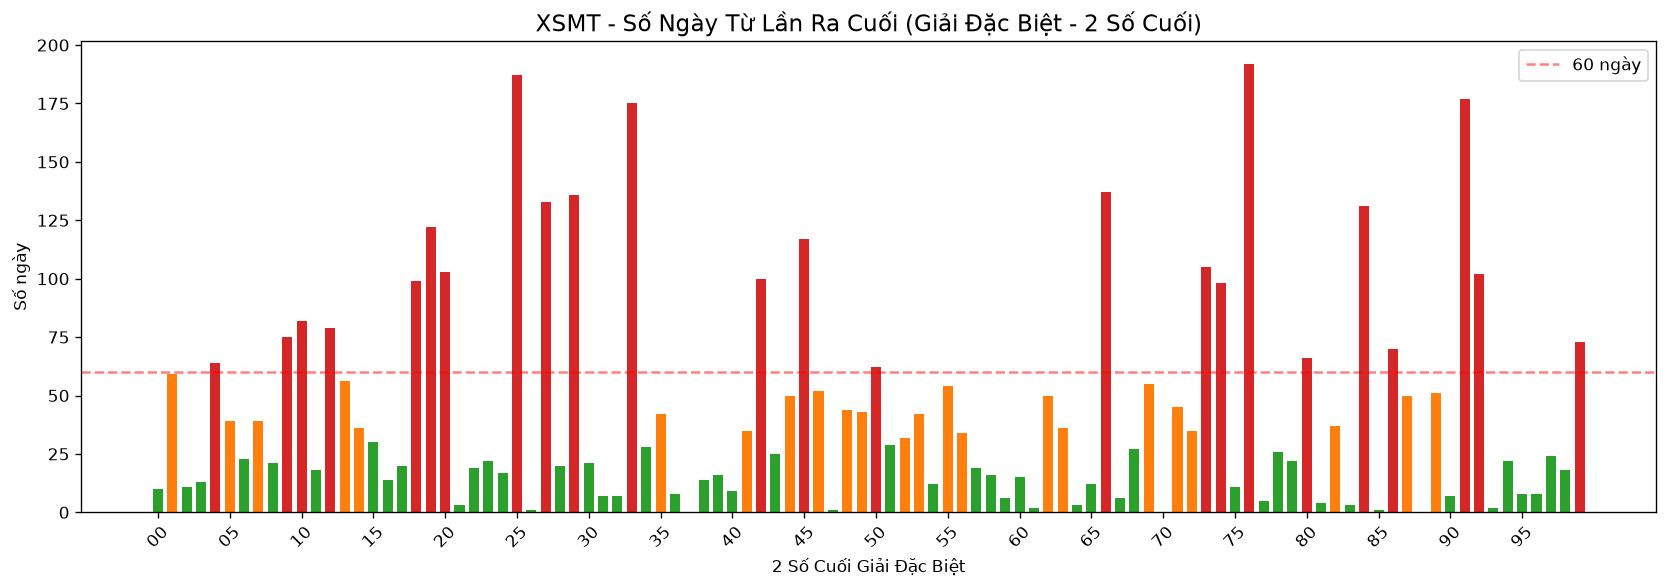 XSMT - Số Ngày Từ Lần Ra Cuối (Giải Đặc Biệt - 2 Số Cuối)
60 ngày
Số ngày
200
175
150
125
100
75
50
25
0
00 05 10 15 20 25 30 35 40 45 50 55 60 65 70 75 80 85 90 95
2 Số Cuối Giải Đặc Biệt